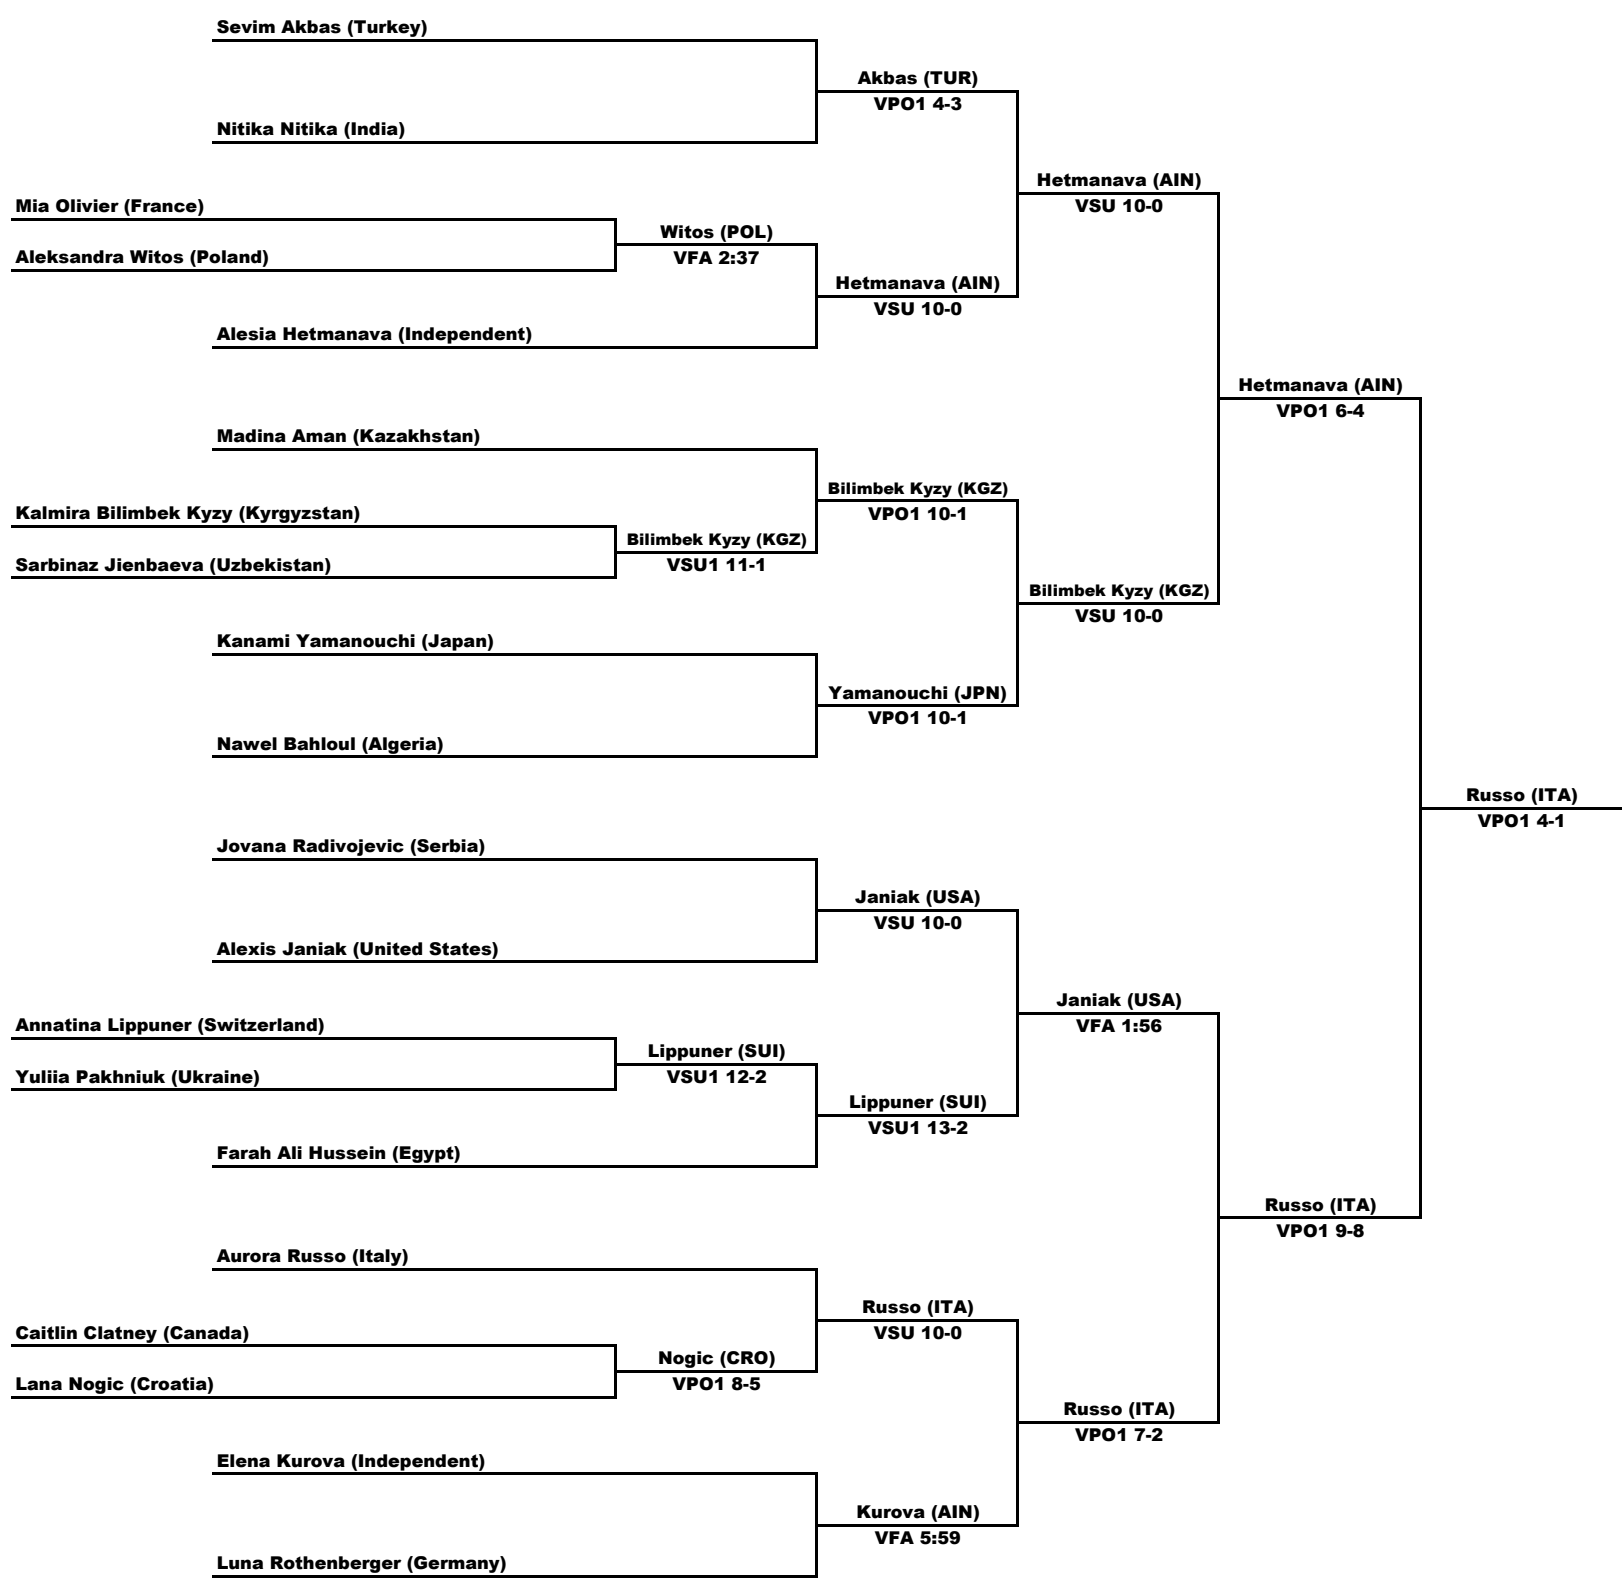 Sevim Akbas (Turkey)
Akbas (TUR)
VPO1 4-3
Nitika Nitika (India)
Hetmanava (AIN)
VSU 10-0
Mia Olivier (France)
Witos (POL)
Aleksandra Witos (Poland)
VFA 2:37
Hetmanava (AIN)
VSU 10-0
Alesia Hetmanava (Independent)
Hetmanava (AIN)
VPO1 6-4
Madina Aman (Kazakhstan)
Bilimbek Kyzy (KGZ)
VPO1 10-1
Kalmira Bilimbek Kyzy (Kyrgyzstan)
Bilimbek Kyzy (KGZ)
Sarbinaz Jienbaeva (Uzbekistan)
VSU1 11-1
Bilimbek Kyzy (KGZ)
VSU 10-0
Kanami Yamanouchi (Japan)
Yamanouchi (JPN)
VPO1 10-1
Nawel Bahloul (Algeria)
Russo (ITA)
VPO1 4-1
Jovana Radivojevic (Serbia)
Janiak (USA)
VSU 10-0
Alexis Janiak (United States)
Janiak (USA)
VFA 1:56
Annatina Lippuner (Switzerland)
Lippuner (SUI)
Yuliia Pakhniuk (Ukraine)
VSU1 12-2
Lippuner (SUI)
VSU1 13-2
Farah Ali Hussein (Egypt)
Russo (ITA)
VPO1 9-8
Aurora Russo (Italy)
Russo (ITA)
VSU 10-0
Caitlin Clatney (Canada)
Nogic (CRO)
Lana Nogic (Croatia)
VPO1 8-5
Russo (ITA)
VPO1 7-2
Elena Kurova (Independent)
Kurova (AIN)
VFA 5:59
Luna Rothenberger (Germany)